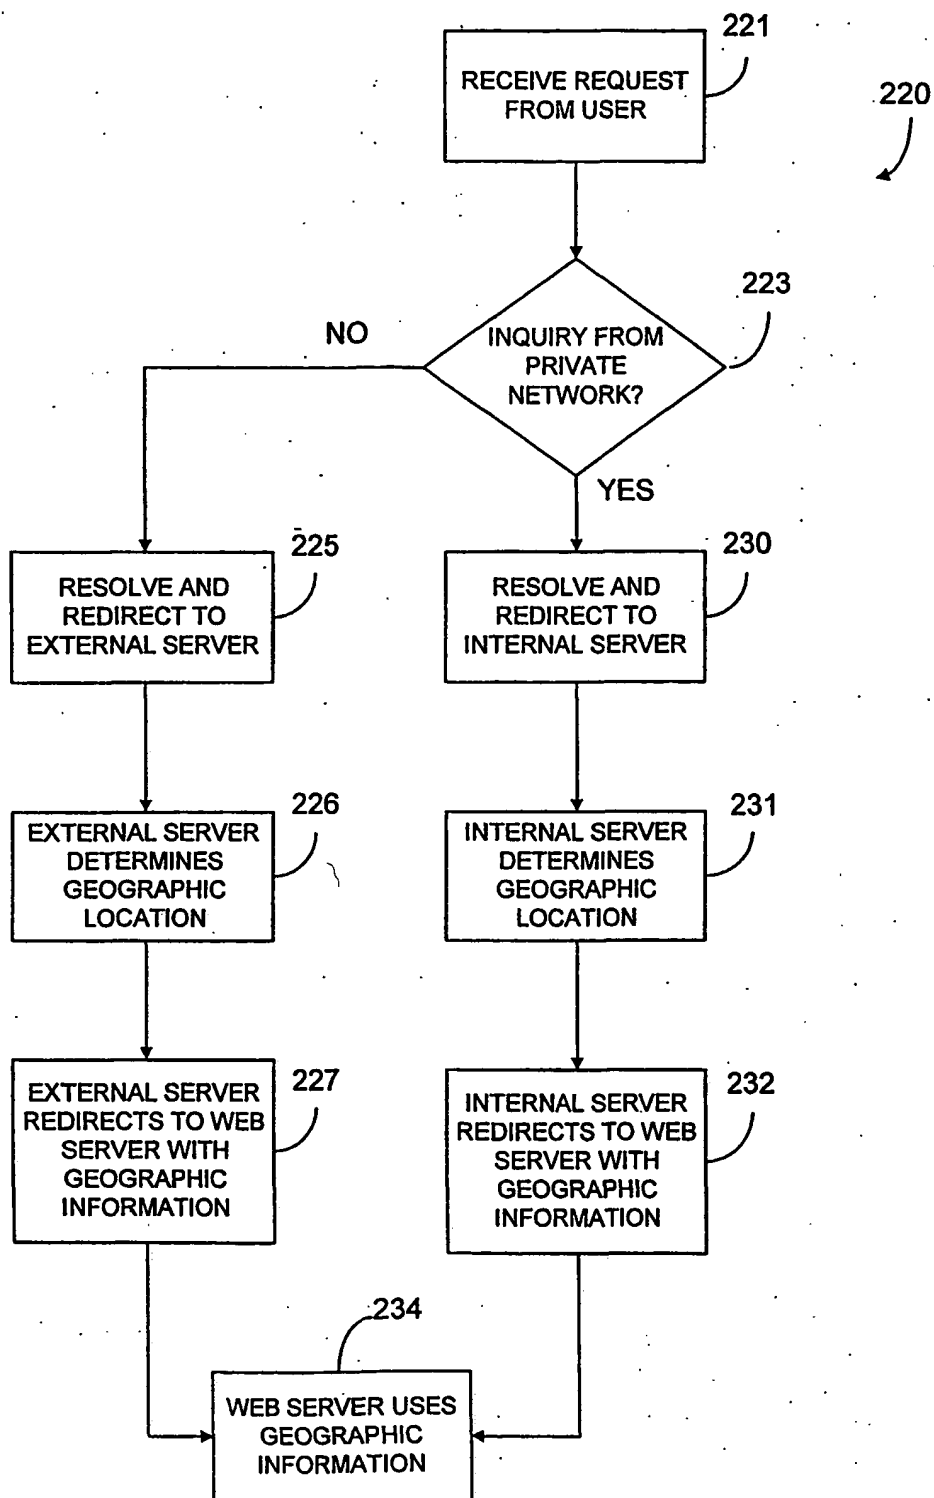 221
RECEIVE REQUEST
FROM USER
220
223
INQUIRY FROM
PRIVATE
NETWORK?
NO
YES
225
RESOLVE AND
REDIRECT TO
EXTERNAL SERVER
230
RESOLVE AND
REDIRECT TO
INTERNAL SERVER
226
EXTERNAL SERVER
DETERMINES
GEOGRAPHIC
LOCATION
231
INTERNAL SERVER
DETERMINES
GEOGRAPHIC
LOCATION
227
EXTERNAL SERVER
REDIRECTS TO WEB
SERVER WITH
GEOGRAPHIC
INFORMATION
232
INTERNAL SERVER
REDIRECTS TO WEB
SERVER WITH
GEOGRAPHIC
INFORMATION
234
WEB SERVER USES
GEOGRAPHIC
INFORMATION